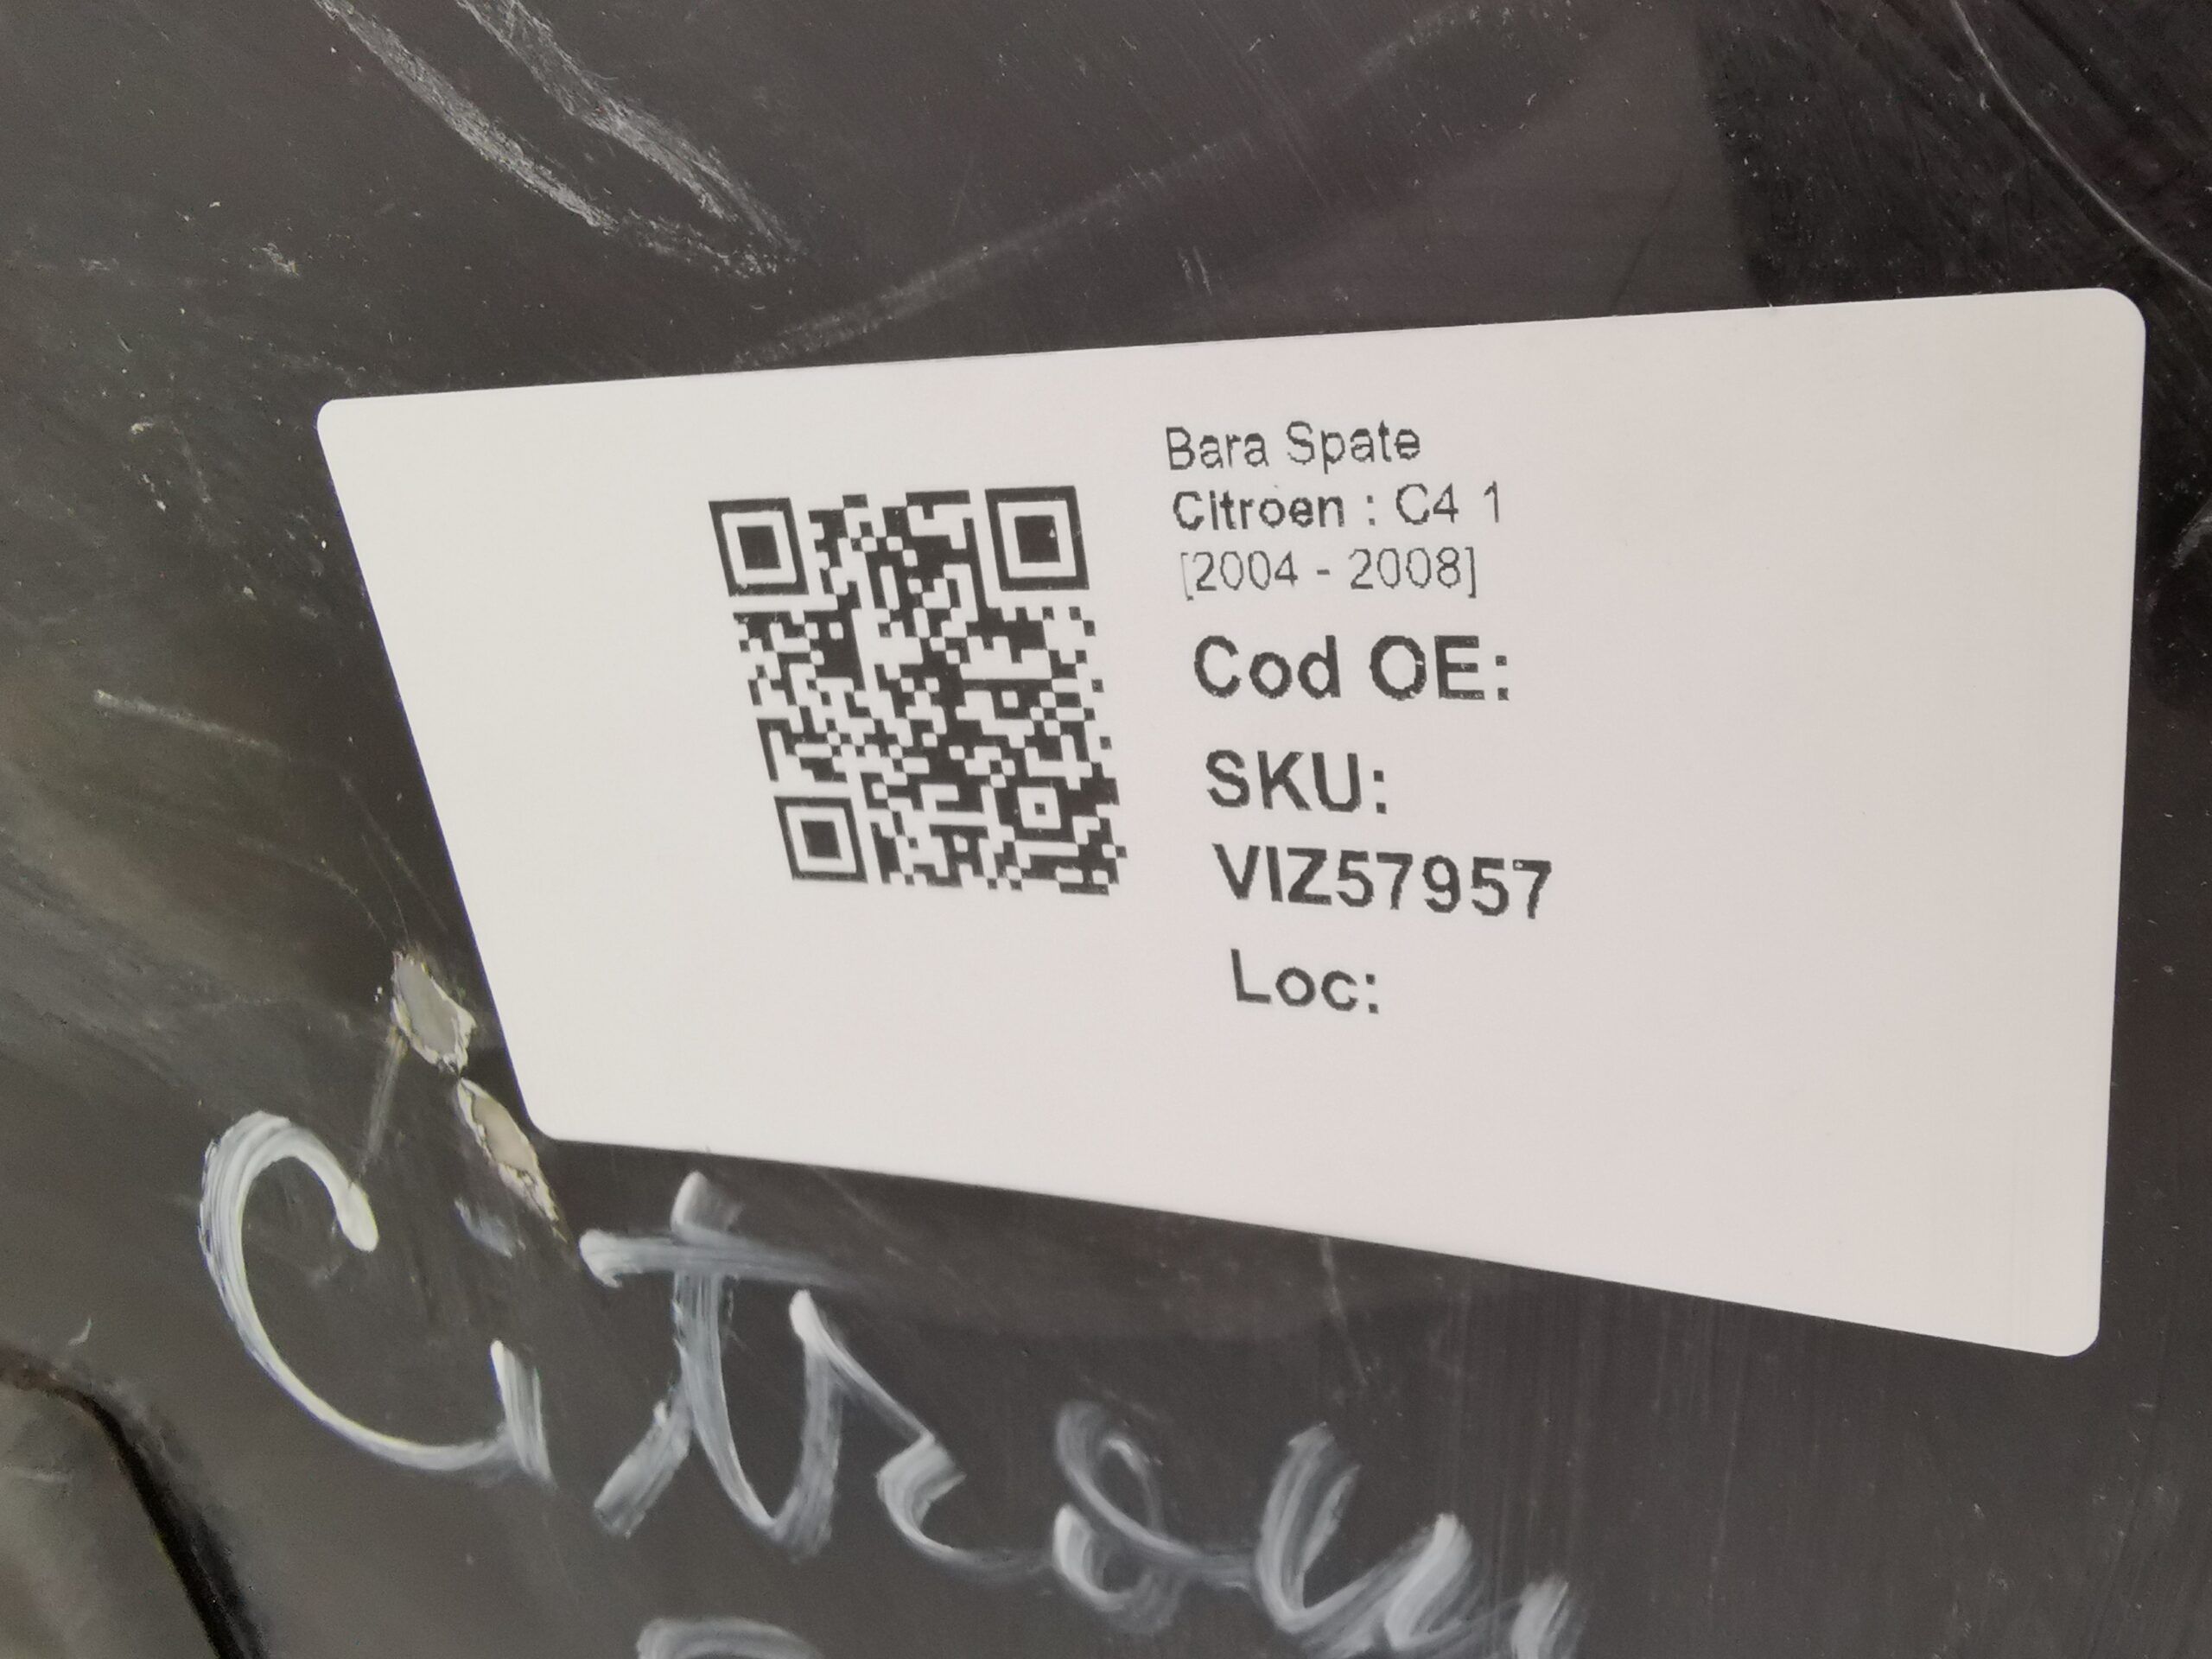 Bara Spate
Citroen : C4 1
[2004 - 2008]
Cod OE:
SKU:
VIZ57957
Loc:
Citroen